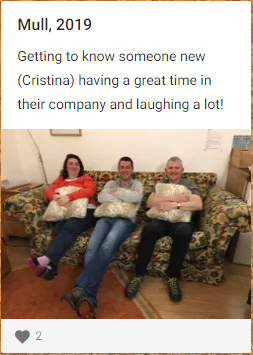 Mull, 2019
Getting to know someone new
(Cristina) having a great time in
their company and laughing a lot!
2